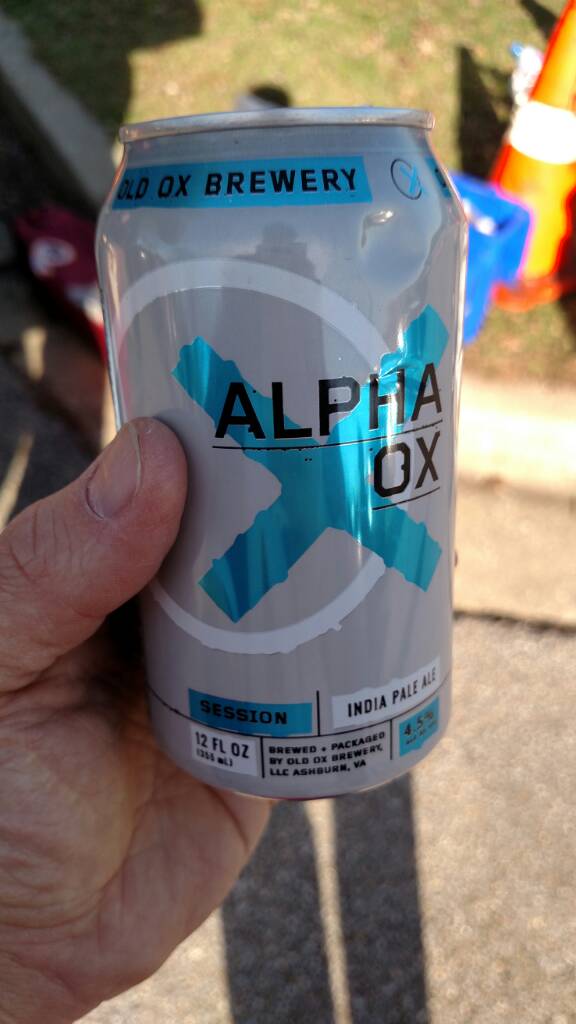 OLD OX BREWERY
ALPHA
OX
SESSION
INDIA PALE ALE
12 FL OZ
(355 mL)
BREWED + PACKAGED
BY OLD OX BREWERY,
LLC ASHBURN, VA
4.5%